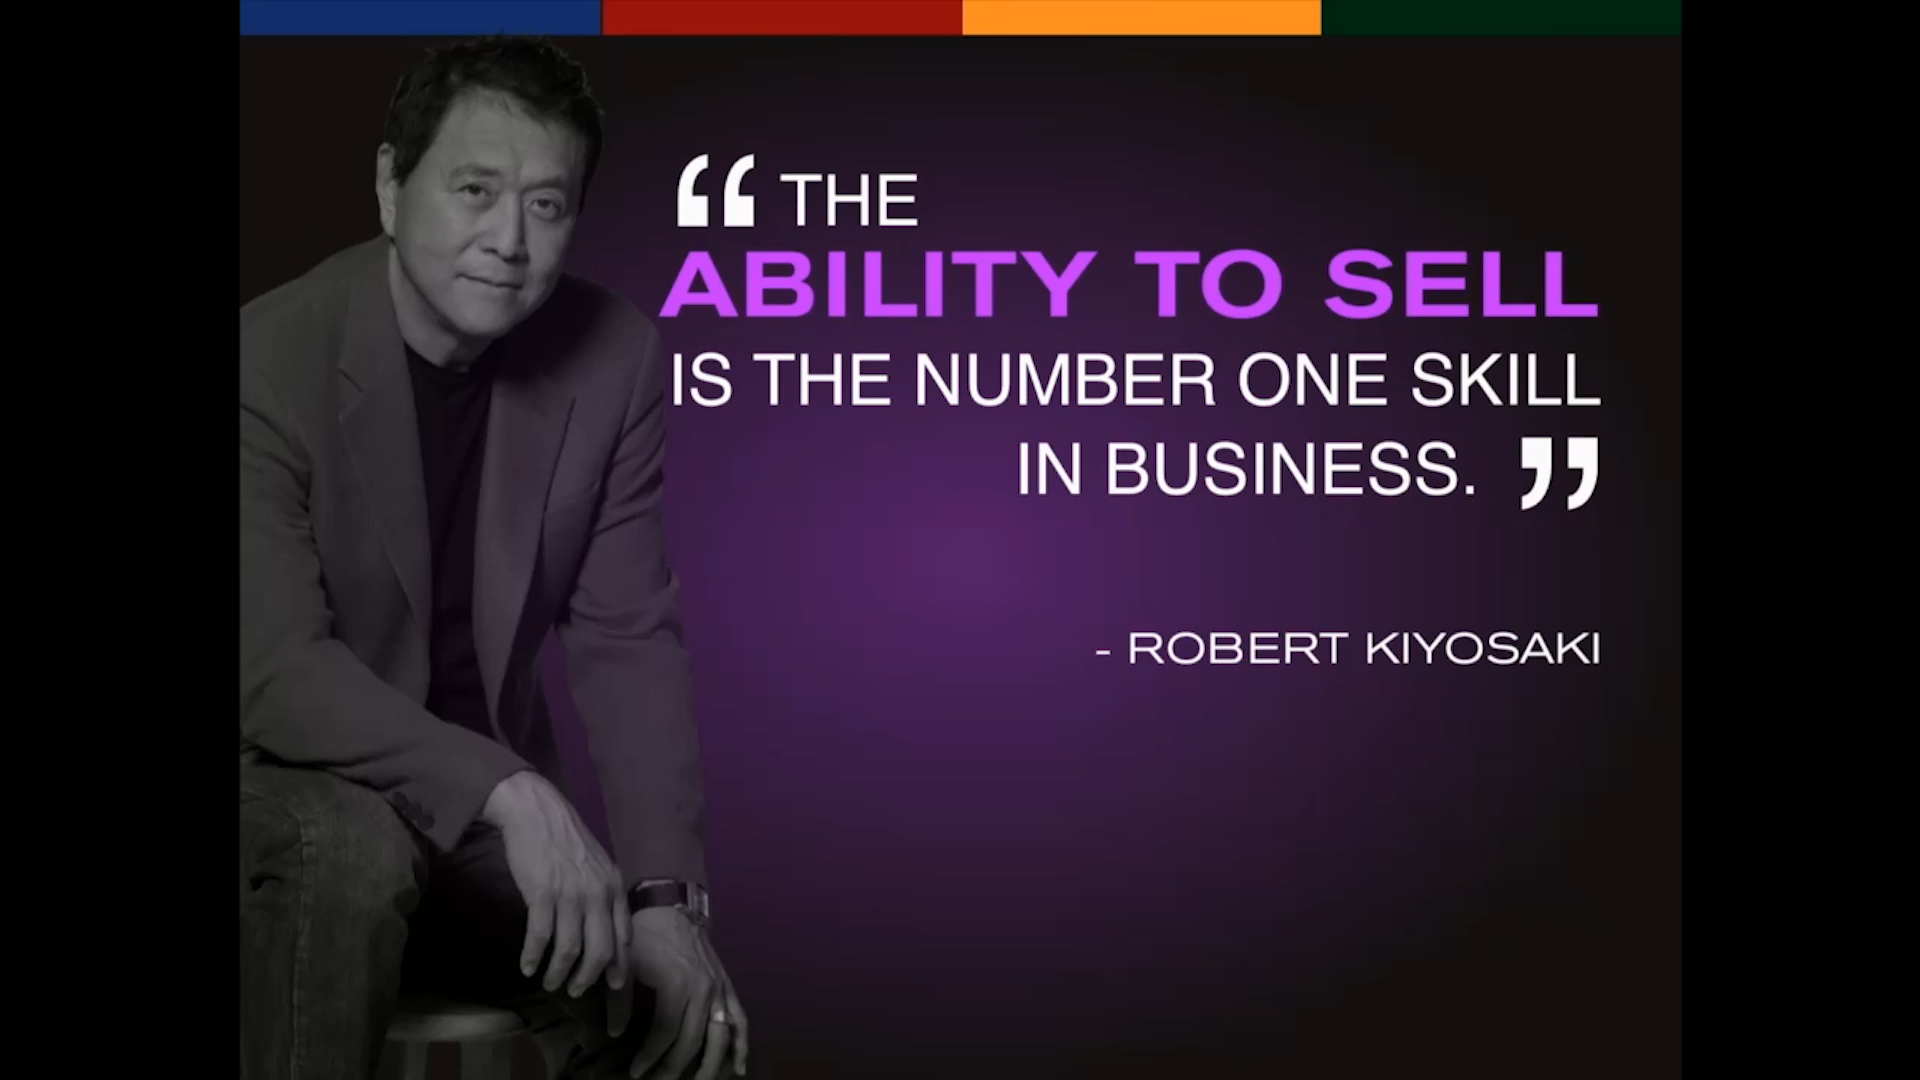 “ THE
ABILITY TO SELL
IS THE NUMBER ONE SKILL
IN BUSINESS. ”
- ROBERT KIYOSAKI